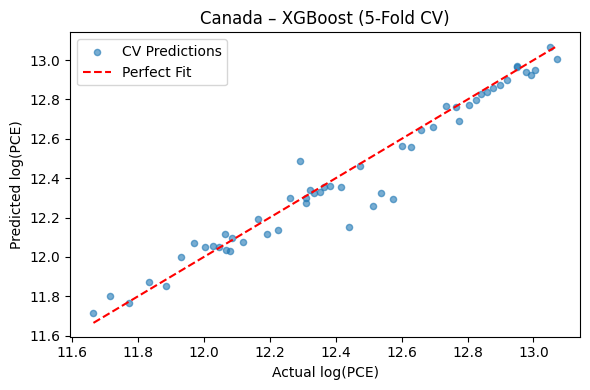 Canada – XGBoost (5-Fold CV)
CV Predictions
Perfect Fit
Predicted log(PCE)
13.0
12.8
12.6
12.4
12.2
12.0
11.8
11.6
11.6 11.8 12.0 12.2 12.4 12.6 12.8 13.0
Actual log(PCE)